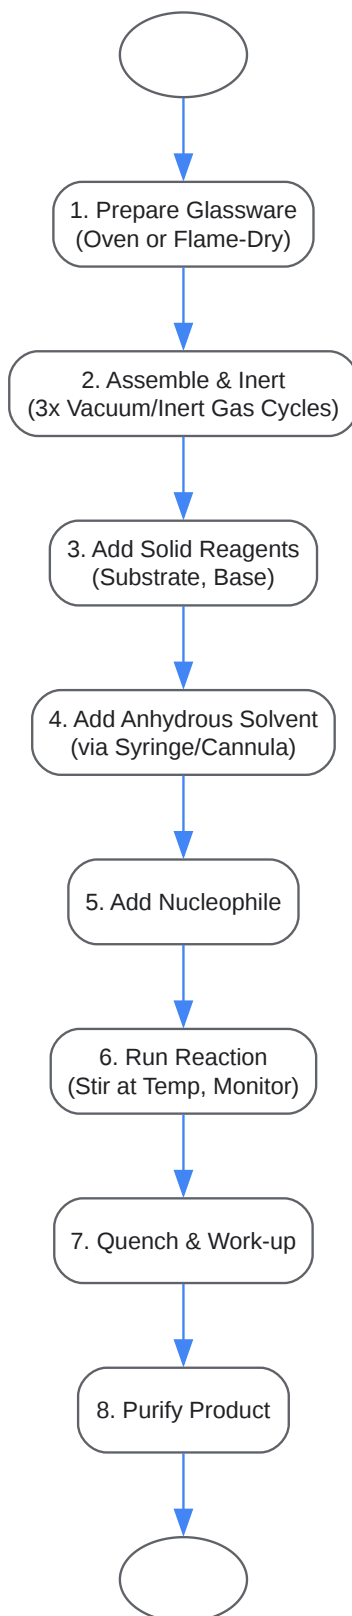 1. Prepare Glassware
(Oven or Flame-Dry)
2. Assemble & Inert
(3x Vacuum/Inert Gas Cycles)
3. Add Solid Reagents
(Substrate, Base)
4. Add Anhydrous Solvent
(via Syringe/Cannula)
5. Add Nucleophile
6. Run Reaction
(Stir at Temp, Monitor)
7. Quench & Work-up
8. Purify Product